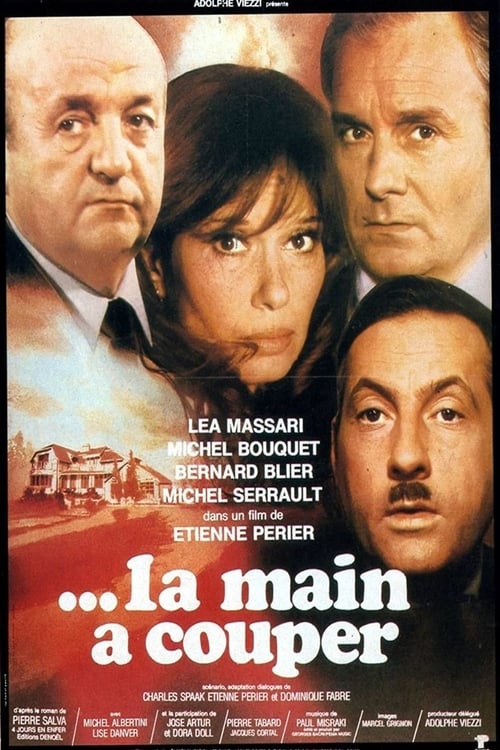 ADOLPHE VIEZZI présente
LEA MASSARI
MICHEL BOUQUET
BERNARD BLIER
MICHEL SERRAULT
dans un film de
ETIENNE PERIER
...la main
a couper
scénario, adaptation dialogues de
CHARLES SPAAK ETIENNE PERIER et DOMINIQUE FABRE
d'après le roman de
PIERRE SALVA
4 JOURS EN ENFER
Editions DENOËL
avec
MICHEL ALBERTINI
LISE DANVER
et la participation de
JOSE ARTUR
et DORA DOLL
PIERRE TABARD
JACQUES CORTAL
musique de
PAUL MISRAKI
images
MARCEL GRIGNON
producteur délégué
ADOLPHE VIEZZI